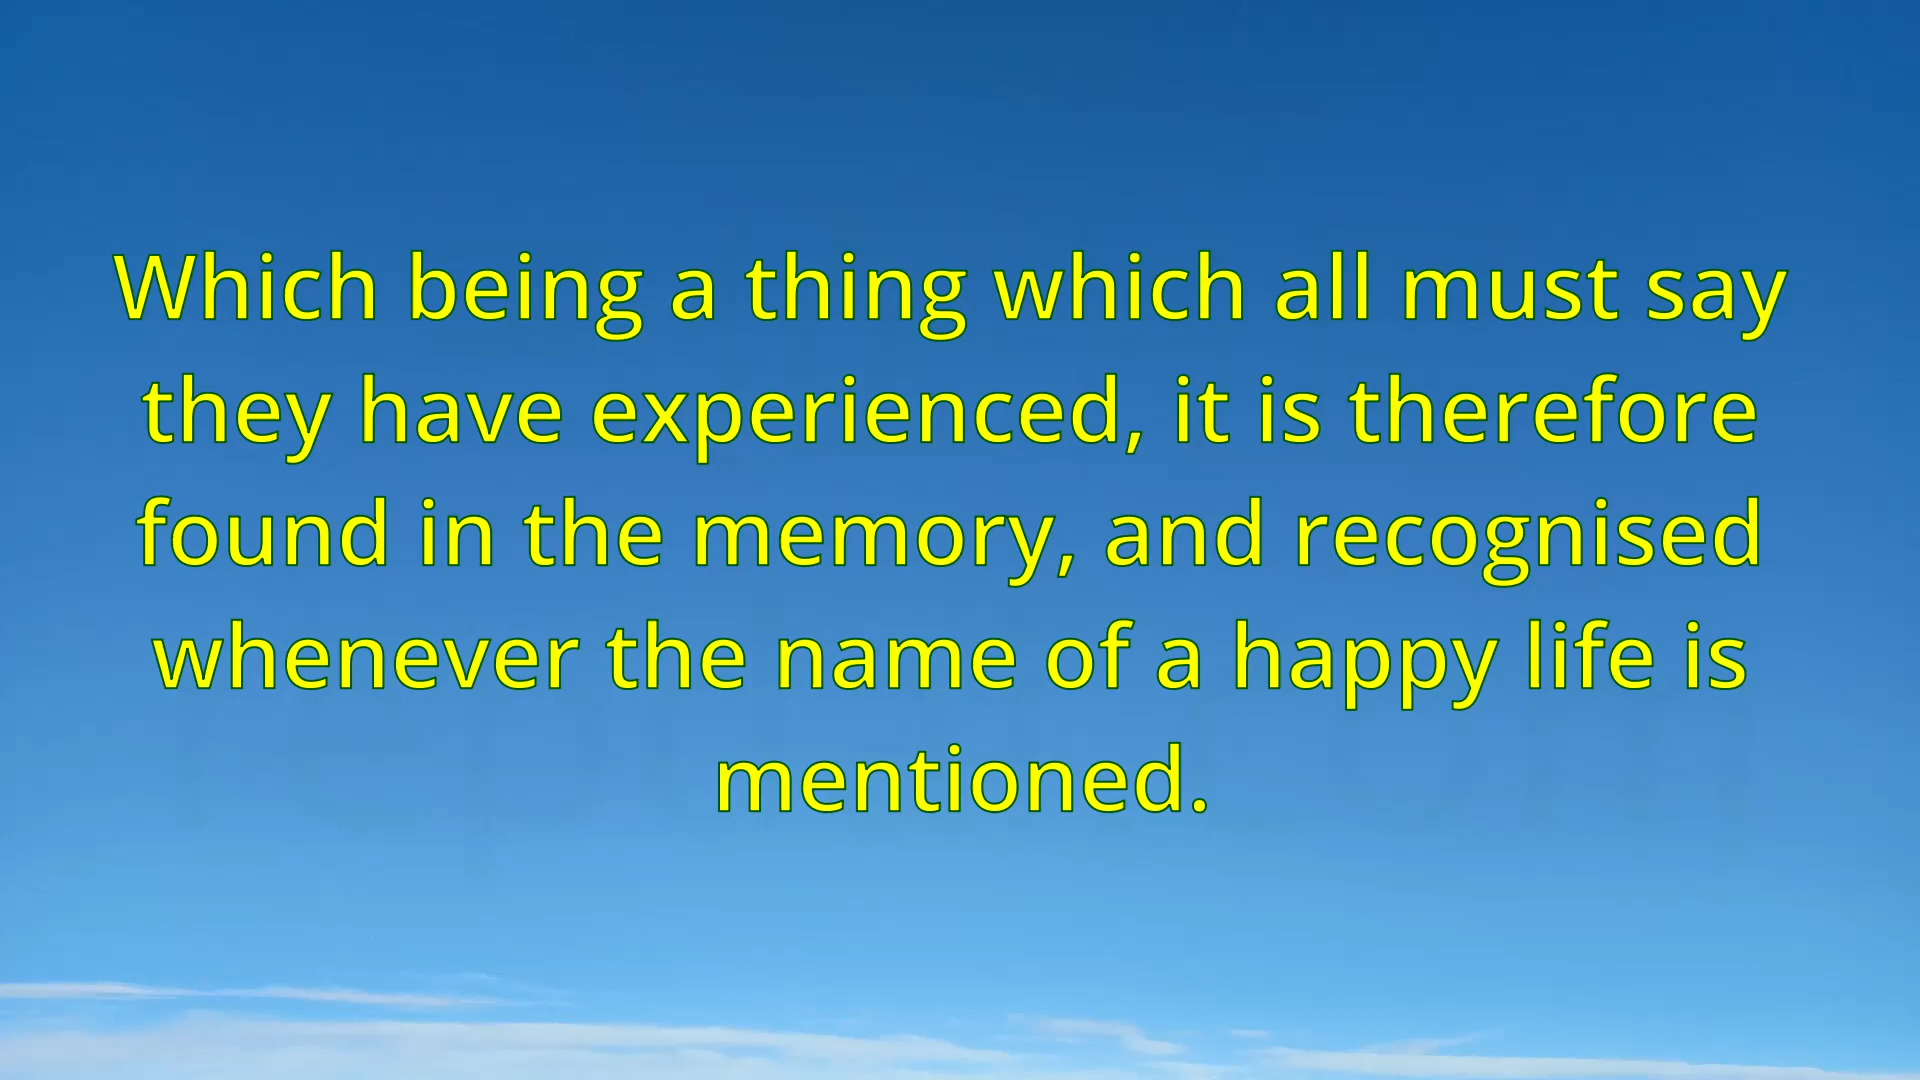 Which being a thing which all must say
they have experienced, it is therefore
found in the memory, and recognised
whenever the name of a happy life is
mentioned.